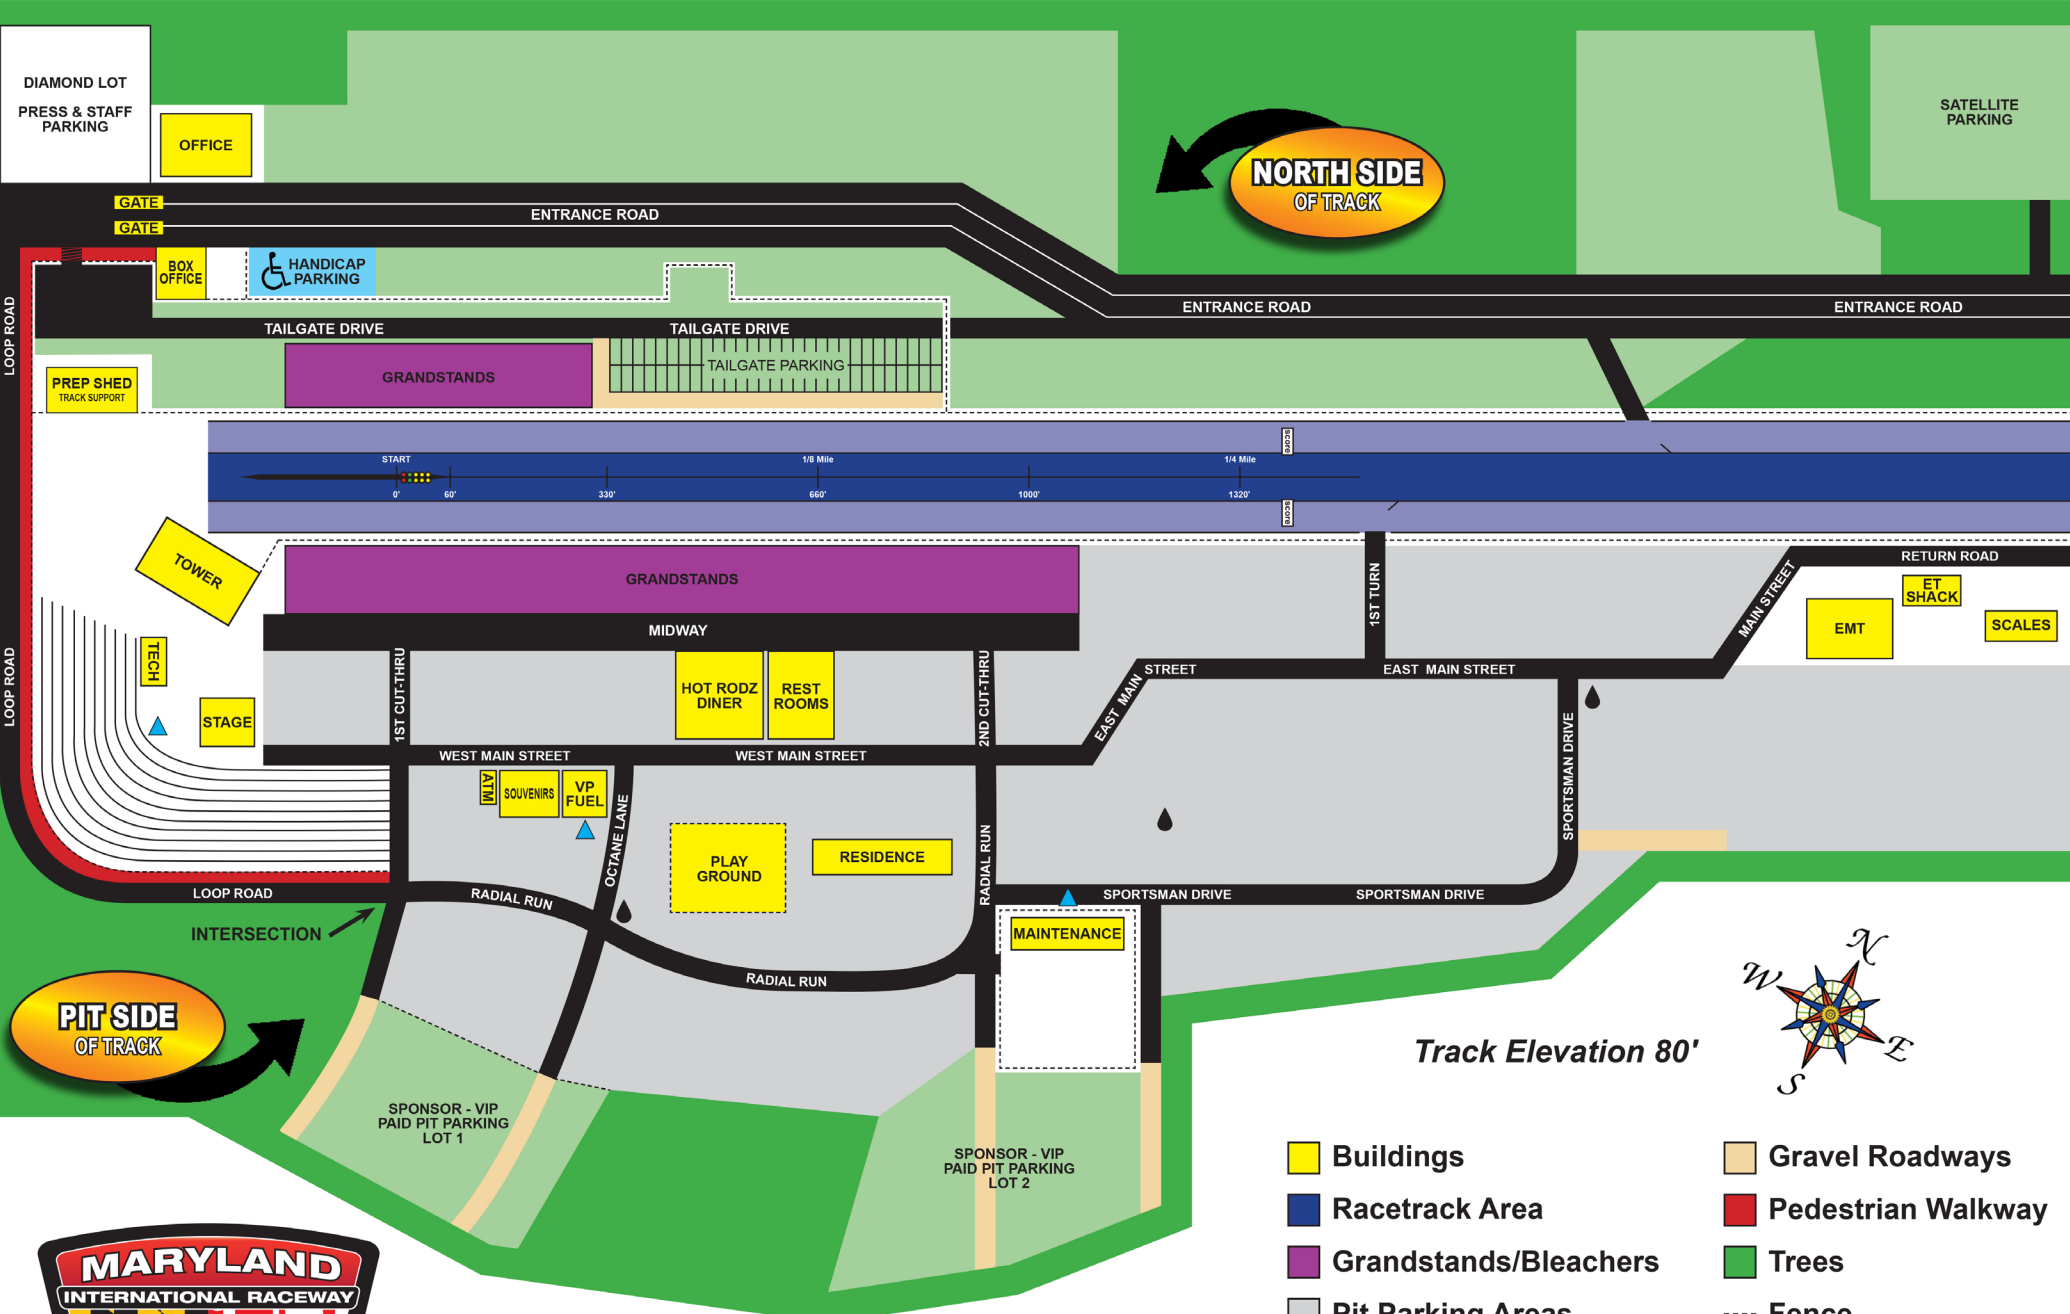 DIAMOND LOT
PRESS & STAFF
PARKING
OFFICE
SATELLITE
PARKING
NORTH SIDE
OF TRACK
GATE
GATE
ENTRANCE ROAD
BOX
OFFICE
HANDICAP
PARKING
ENTRANCE ROAD
ENTRANCE ROAD
LOOP ROAD
TAILGATE DRIVE
TAILGATE DRIVE
PREP SHED
TRACK SUPPORT
GRANDSTANDS
TAILGATE PARKING
START
1/8 Mile
1/4 Mile
score
0'
60'
330'
660'
1000'
1320'
score
TOWER
GRANDSTANDS
MIDWAY
1ST TURN
MAIN STREET
RETURN ROAD
ET
SHACK
EMT
SCALES
LOOP ROAD
TECH
STAGE
1ST CUT-THRU
HOT RODZ
DINER
REST
ROOMS
2ND CUT-THRU
EAST MAIN STREET
EAST MAIN STREET
WEST MAIN STREET
WEST MAIN STREET
SPORTSMAN DRIVE
ATM
SOUVENIRS
VP
FUEL
OCTANE LANE
PLAY
GROUND
RESIDENCE
RADIAL RUN
LOOP ROAD
RADIAL RUN
SPORTSMAN DRIVE
SPORTSMAN DRIVE
INTERSECTION
MAINTENANCE
RADIAL RUN
PIT SIDE
OF TRACK
N
W
E
S
Track Elevation 80'
SPONSOR - VIP
PAID PIT PARKING
LOT 1
SPONSOR - VIP
PAID PIT PARKING
LOT 2
Buildings
Gravel Roadways
Racetrack Area
Pedestrian Walkway
Grandstands/Bleachers
Trees
Pit Parking Areas
Fence
MARYLAND
INTERNATIONAL RACEWAY